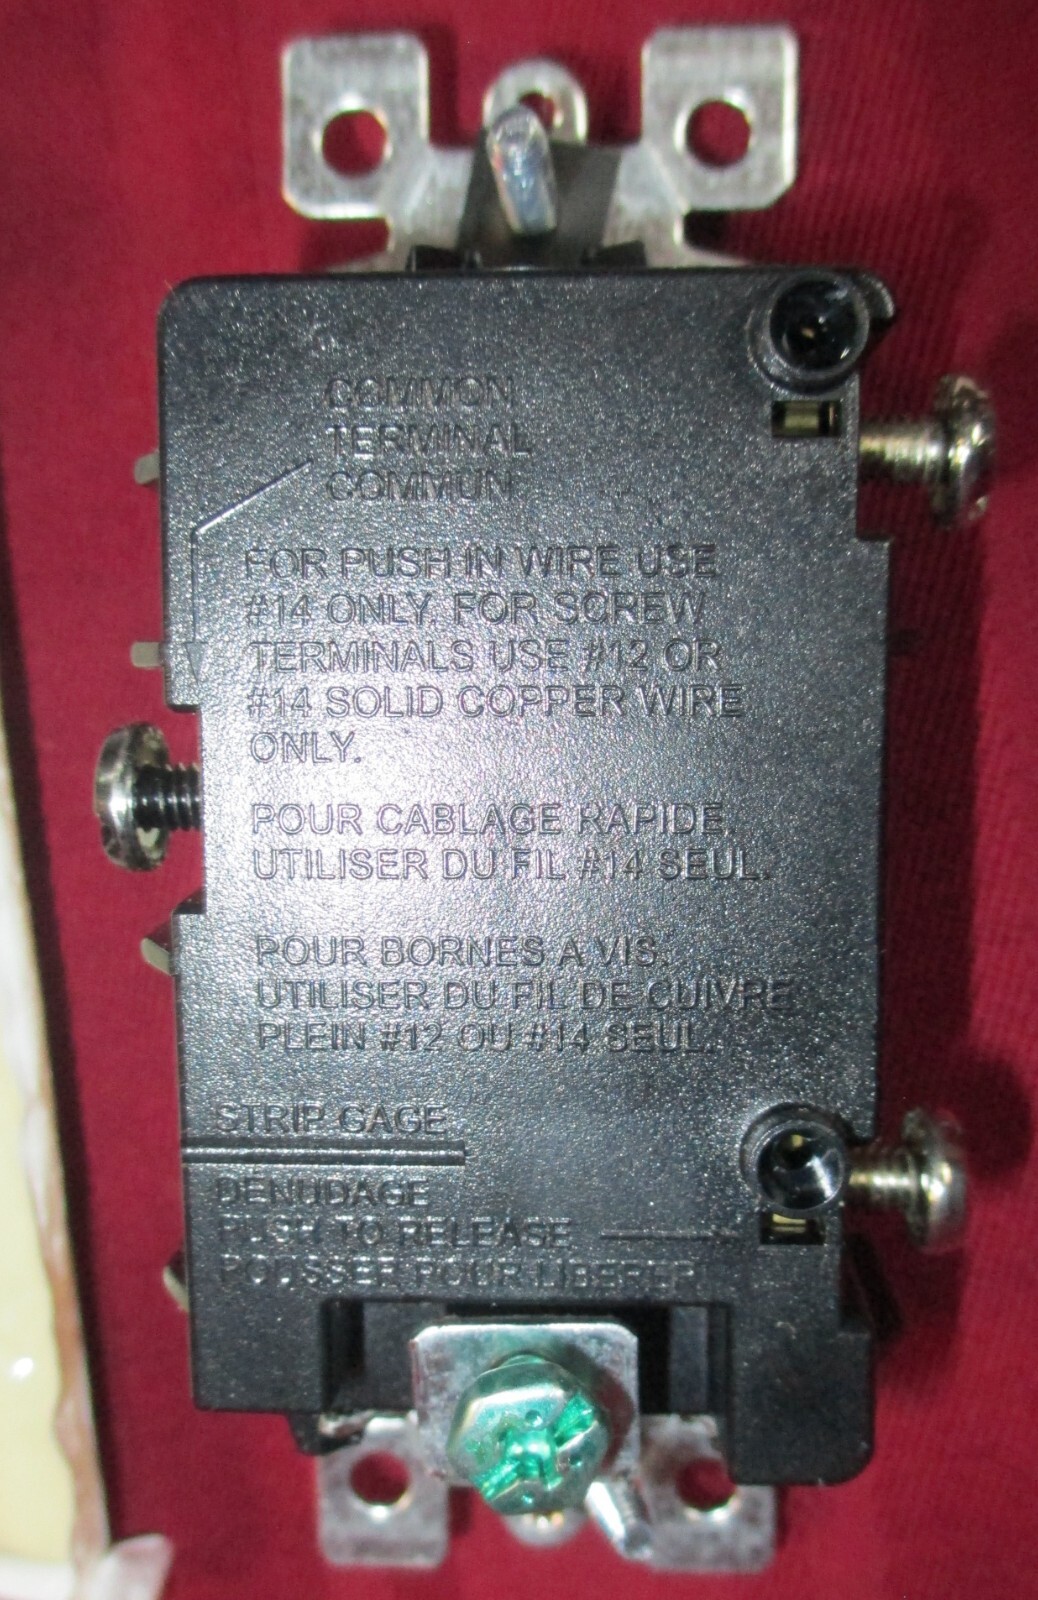 COMMON
TERMINAL
COMMUN
FOR PUSH IN WIRE USE
#14 ONLY. FOR SCREW
TERMINALS USE #12 OR
#14 SOLID COPPER WIRE
ONLY.
POUR CABLAGE RAPIDE.
UTILISER DU FIL #14 SEUL.
POUR BORNES A VIS.
UTILISER DU FIL DE CUIVRE
PLEIN #12 OU #14 SEUL.
STRIP GAGE
DENUDAGE
PUSH TO RELEASE
POUSSER POUR LIBERER